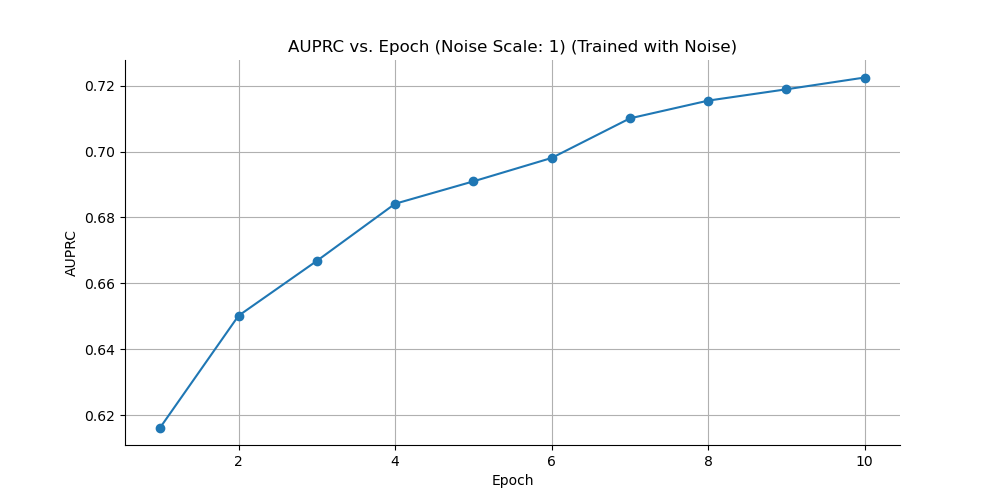 AUPRC vs. Epoch (Noise Scale: 1) (Trained with Noise)
0.72
0.70
0.68
0.66
0.64
0.62
AUPRC
2 4 6 8 10
Epoch